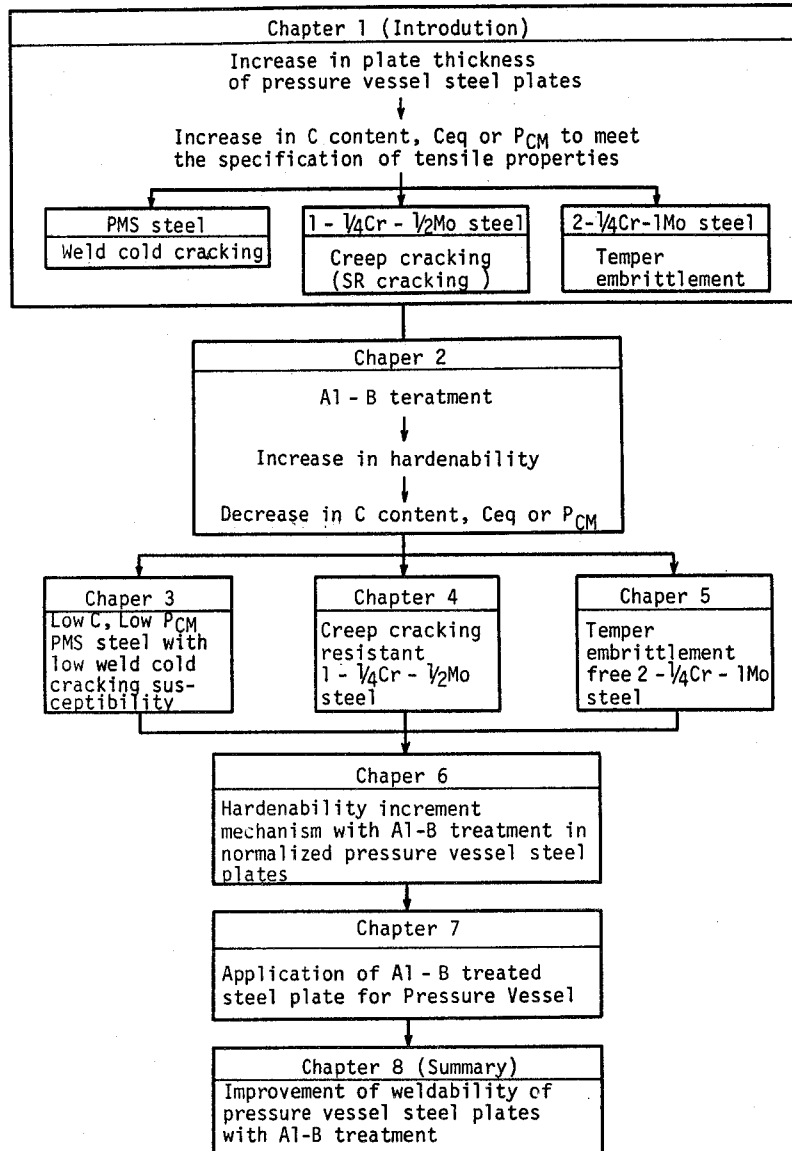 Chapter 1 (Introdution)
Increase in plate thickness
of pressure vessel steel plates
Increase in C content, Ceq or PCM to meet
the specification of tensile properties
PMS steel
Weld cold cracking
1 - 1/4Cr - 1/2Mo steel
Creep cracking
(SR cracking )
2-1/4Cr-1Mo steel
Temper
embrittlement
Chaper 2
Al - B teratment
Increase in hardenability
Decrease in C content, Ceq or PCM
Chaper 3
Low C, Low PCM
PMS steel with
low weld cold
cracking sus-
ceptibility
Chapter 4
Creep cracking
resistant
1 - 1/4Cr - 1/2Mo
steel
Chaper 5
Temper
embrittlement
free 2 - 1/4Cr - 1Mo
steel
Chaper 6
Hardenability increment
mechanism with Al-B treatment in
normalized pressure vessel steel
plates
Chapter 7
Application of Al - B treated
steel plate for Pressure Vessel
Chapter 8 (Summary)
Improvement of weldability of
pressure vessel steel plates
with Al-B treatment